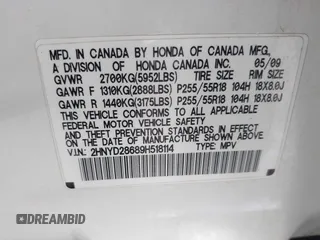 MFD. IN CANADA BY HONDA OF CANADA MFG.,
A DIVISION OF HONDA CANADA INC. 05/09
GVWR 2700KG(5952LBS) TIRE SIZE RIM SIZE
GAWR F 1310KG(2888LBS) P255/55R18 104H 18X8.0J
GAWR R 1440KG(3175LBS) P255/55R18 104H 18X8.0J
THIS VEHICLE CONFORMS TO ALL APPLICABLE
FEDERAL MOTOR VEHICLE SAFETY STANDARDS
IN EFFECT ON THE DATE OF MANUFACTURE SHOWN ABOVE.
V.I.N.: 2HNYD28689H518114 TYPE: MPV
DREAMBID